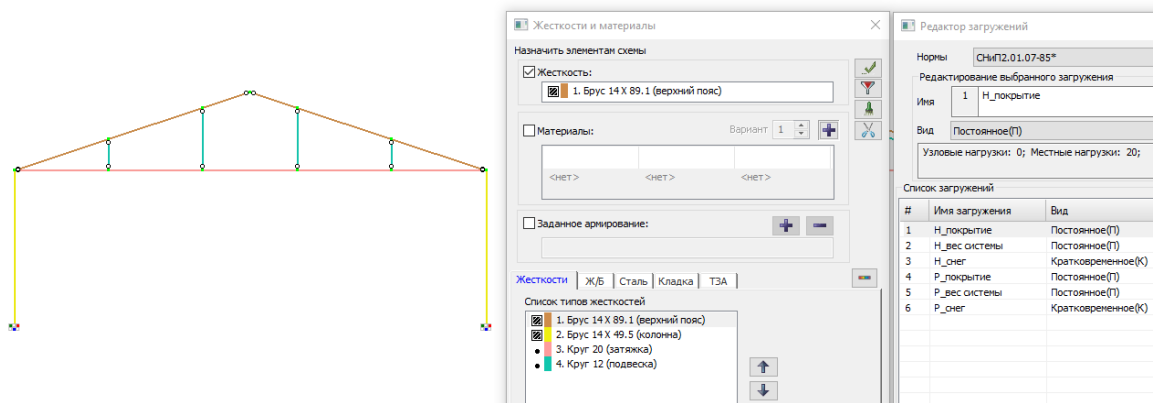 Жесткости и материалы
Назначить элементам схемы
Жесткость:
1. Брус 14 X 89.1 (верхний пояс)
Материалы:
Вариант 1
<нет> <нет> <нет>
Заданное армирование:
Жесткости Ж/Б Сталь Кладка ТЗА
Список типов жесткостей
1. Брус 14 X 89.1 (верхний пояс)
2. Брус 14 X 49.5 (колонна)
3. Круг 20 (затяжка)
4. Круг 12 (подвеска)
Редактор загружений
Нормы СНиП2.01.07-85*
Редактирование выбранного загружения
Имя 1 Н_покрытие
Вид Постоянное(П)
Узловые нагрузки: 0; Местные нагрузки: 20;
Список загружений
# Имя загружения Вид
1 Н_покрытие Постоянное(П)
2 Н_вес системы Постоянное(П)
3 Н_снег Кратковременное(К)
4 Р_покрытие Постоянное(П)
5 Р_вес системы Постоянное(П)
6 Р_снег Кратковременное(К)